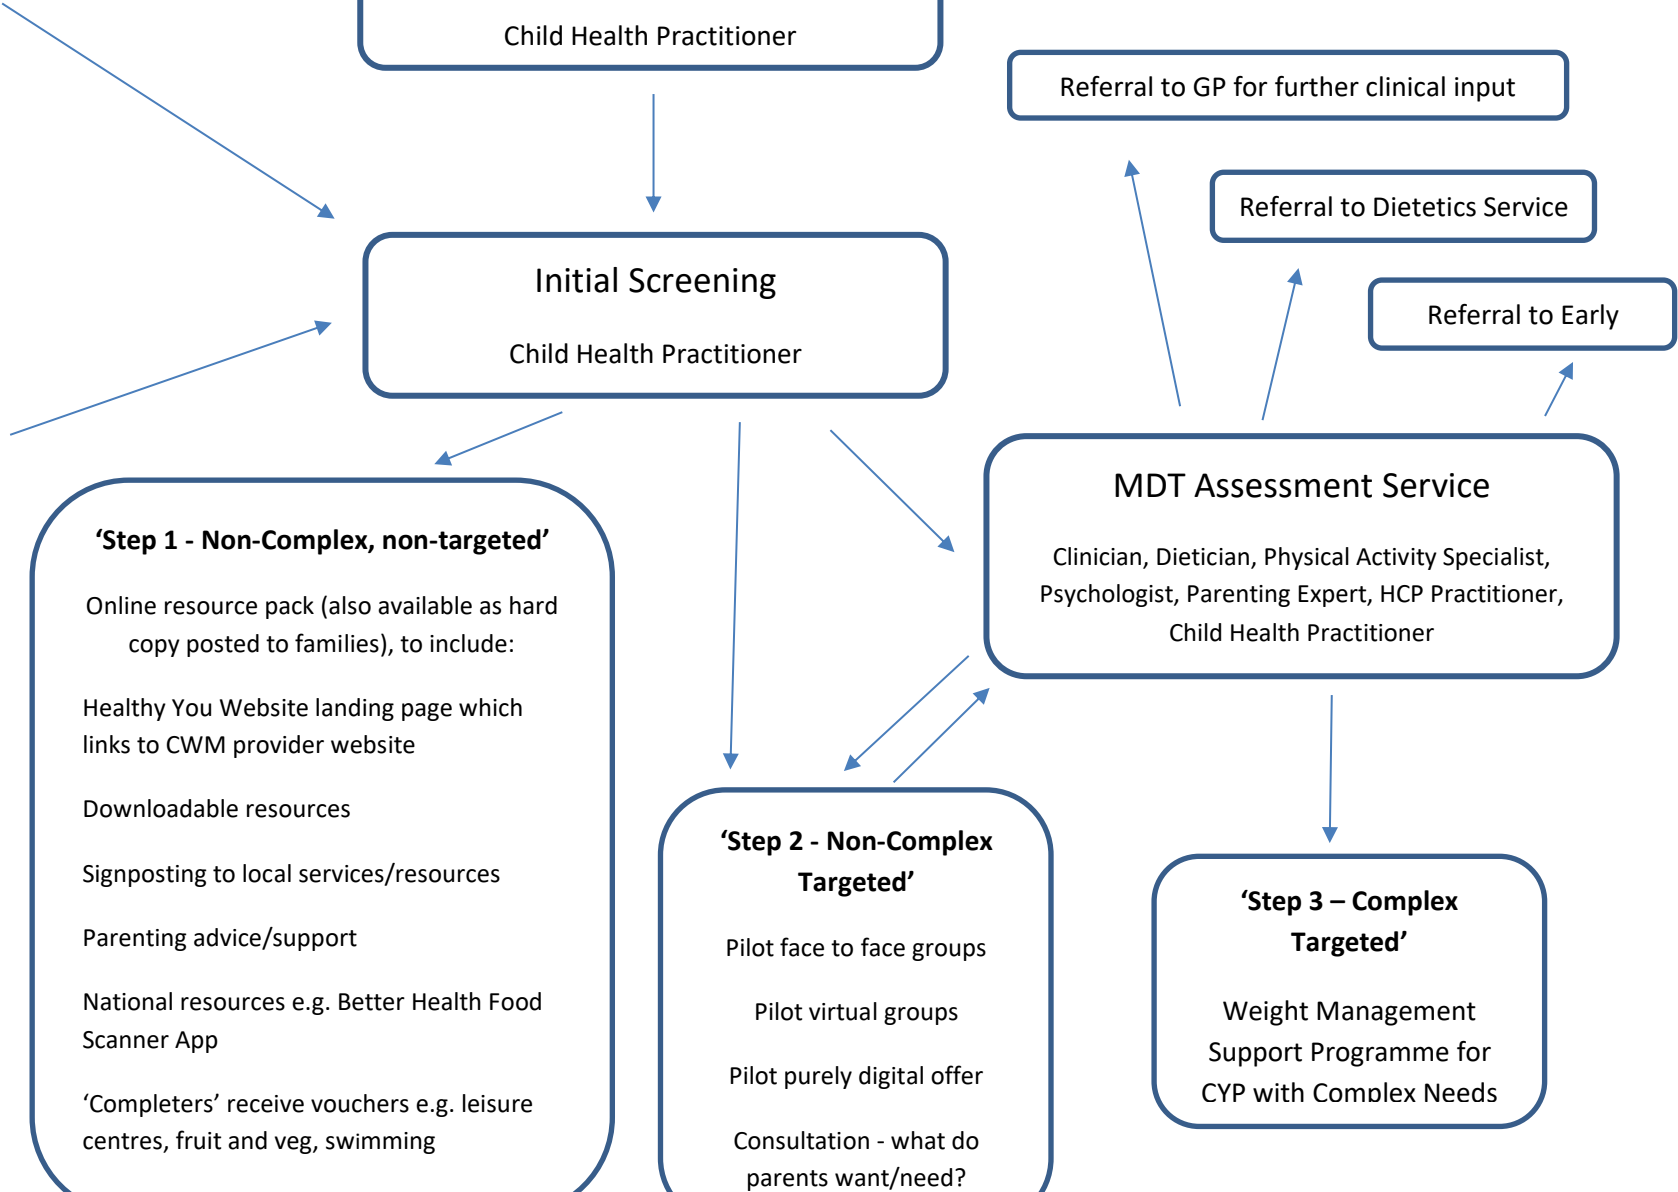 Child Health Practitioner
Referral to GP for further clinical input
Referral to Dietetics Service
Referral to Early
Initial Screening
Child Health Practitioner
MDT Assessment Service
Clinician, Dietician, Physical Activity Specialist,
Psychologist, Parenting Expert, HCP Practitioner,
Child Health Practitioner
‘Step 1 - Non-Complex, non-targeted’
Online resource pack (also available as hard
copy posted to families), to include:
Healthy You Website landing page which
links to CWM provider website
Downloadable resources
Signposting to local services/resources
Parenting advice/support
National resources e.g. Better Health Food
Scanner App
‘Completers’ receive vouchers e.g. leisure
centres, fruit and veg, swimming
‘Step 2 - Non-Complex
Targeted’
Pilot face to face groups
Pilot virtual groups
Pilot purely digital offer
Consultation - what do
parents want/need?
‘Step 3 – Complex
Targeted’
Weight Management
Support Programme for
CYP with Complex Needs